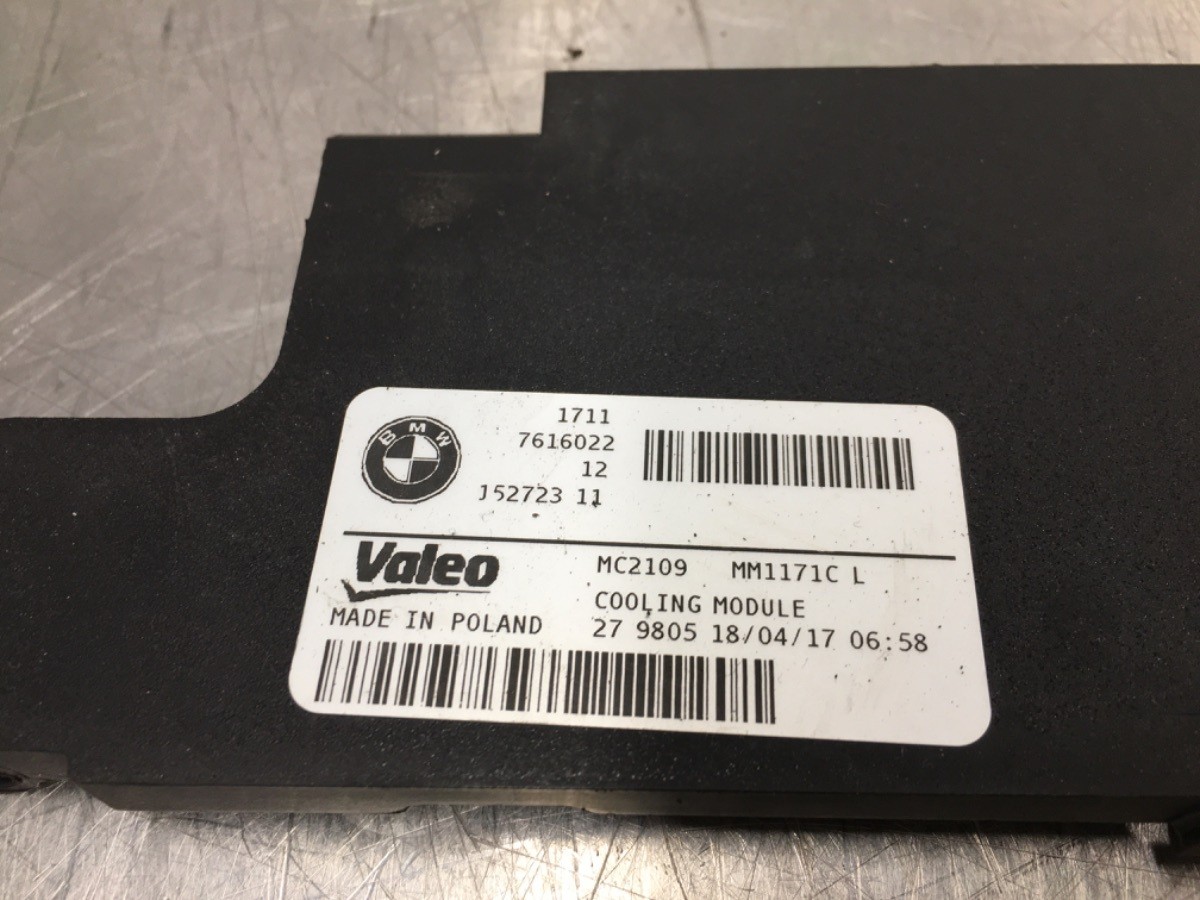 BMW
1711
7616022
12
J52723 11
Valeo
MC2109 MM1171C L
COOLING MODULE
MADE IN POLAND
27 9805 18/04/17 06:58